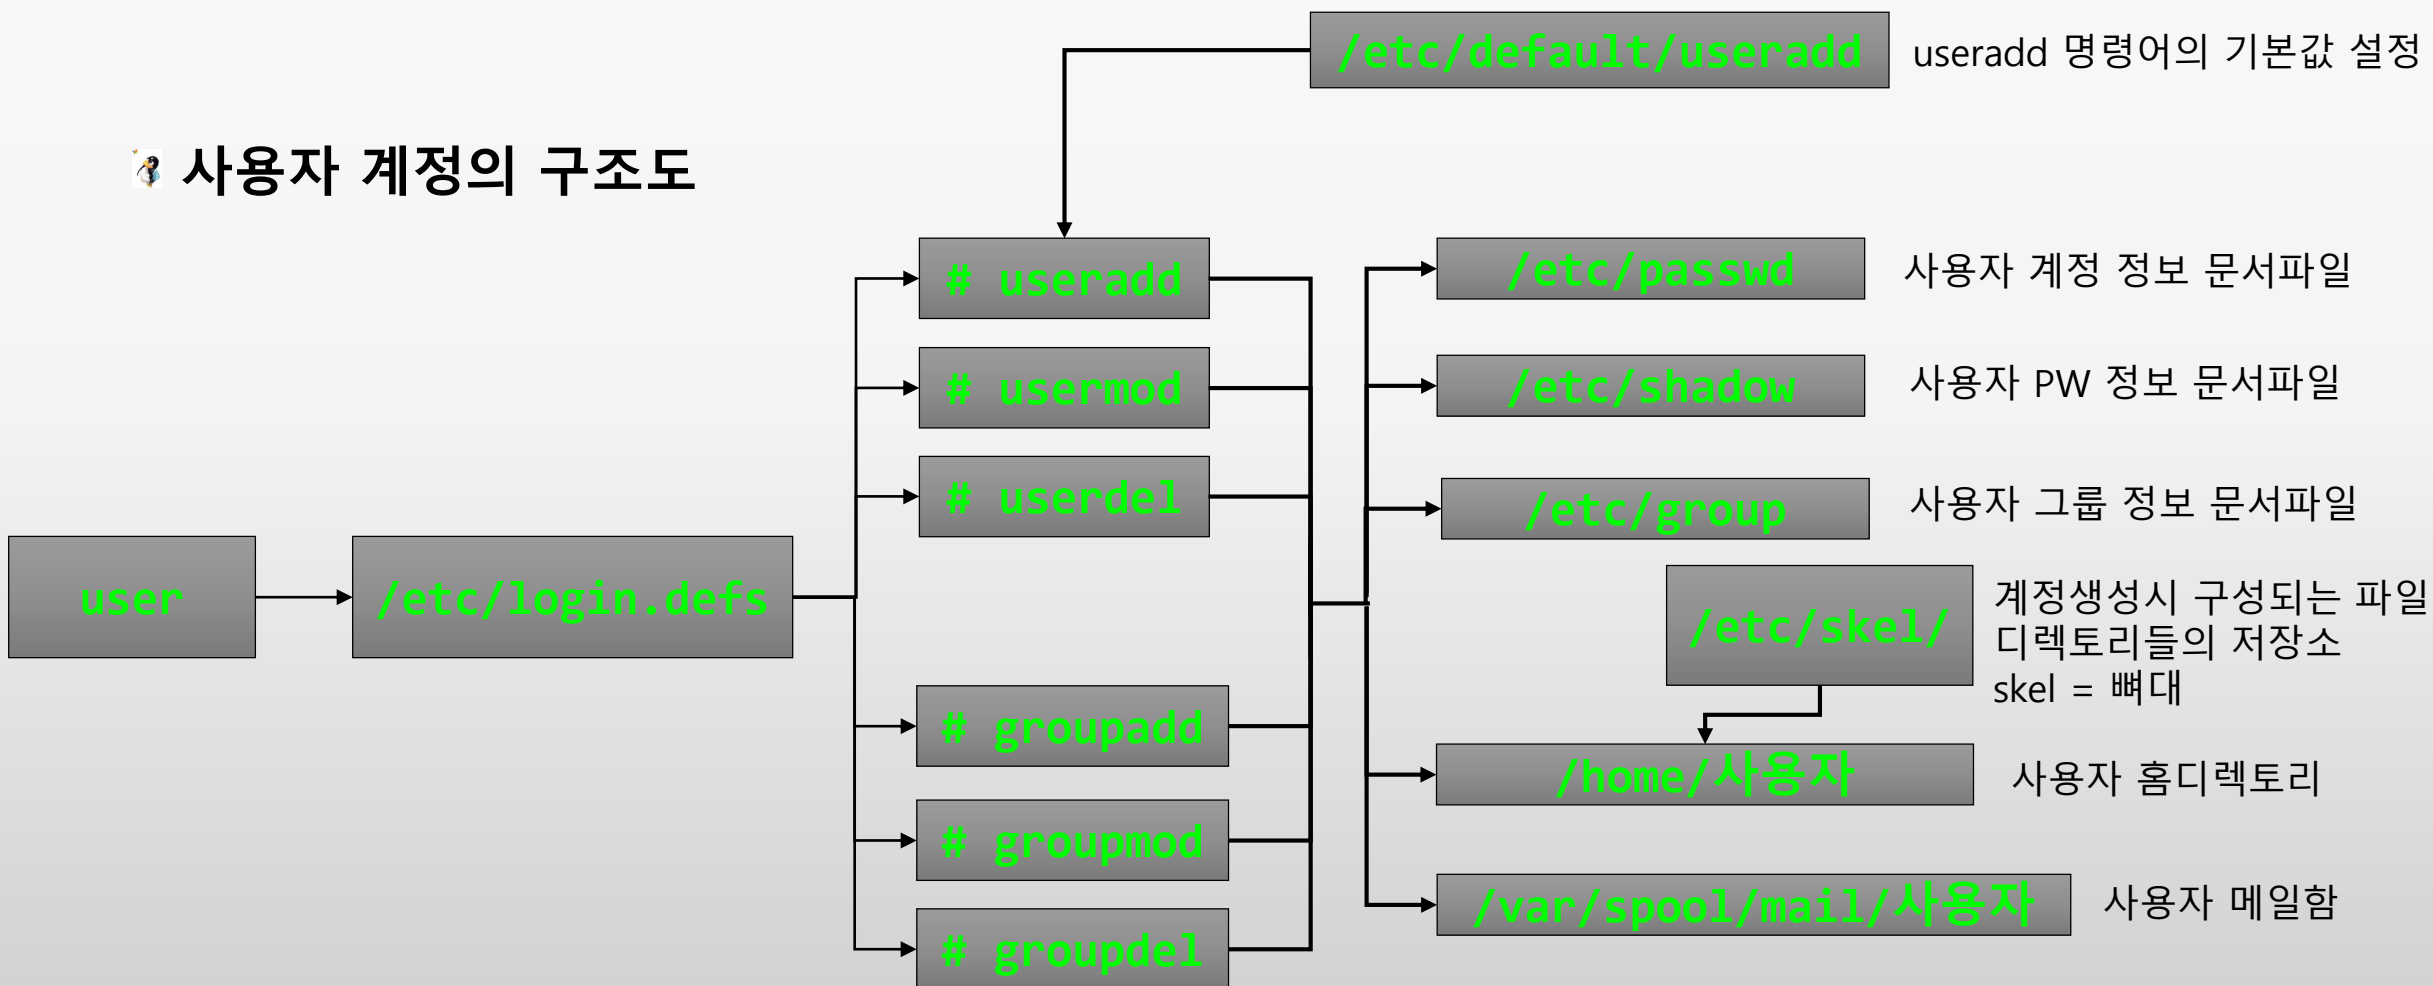 /etc/default/useradd
useradd 명령어의 기본값 설정
사용자 계정의 구조도
# useradd
/etc/passwd
사용자 계정 정보 문서파일
# usermod
/etc/shadow
사용자 PW 정보 문서파일
# userdel
/etc/group
사용자 그룹 정보 문서파일
user
/etc/login.defs
/etc/skel/
계정생성시 구성되는 파일
디렉토리들의 저장소
skel = 뼈대
# groupadd
/home/사용자
사용자 홈디렉토리
# groupmod
/var/spool/mail/사용자
사용자 메일함
# groupdel